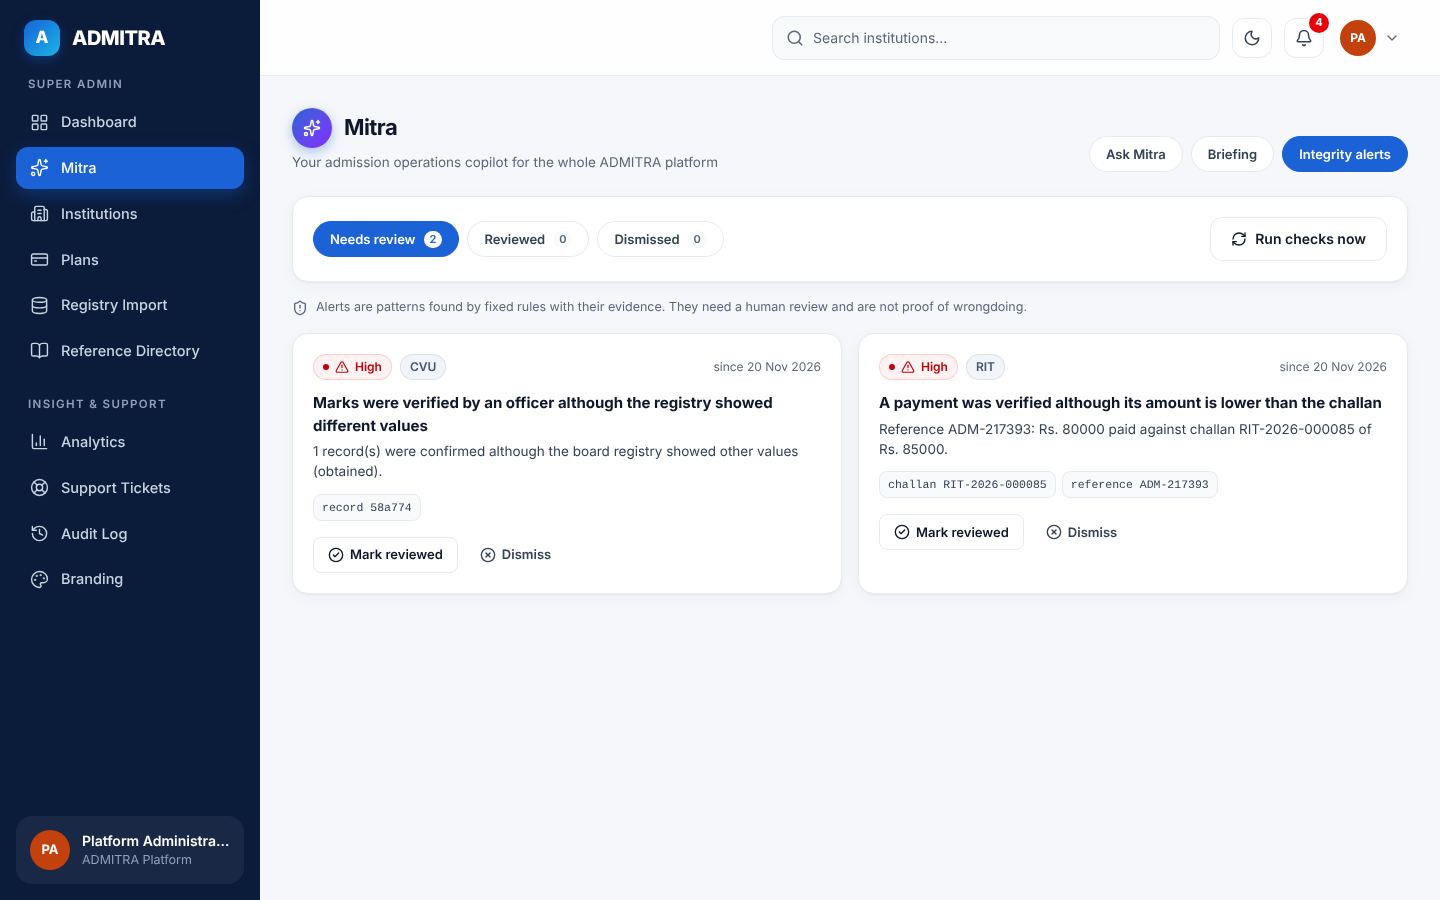 A ADMITRA
SUPER ADMIN
Dashboard
Mitra
Institutions
Plans
Registry Import
Reference Directory
INSIGHT & SUPPORT
Analytics
Support Tickets
Audit Log
Branding
PA Platform Administra...
ADMITRA Platform
Search institutions...
4
PA
Mitra
Your admission operations copilot for the whole ADMITRA platform
Ask Mitra Briefing Integrity alerts
Needs review 2 Reviewed 0 Dismissed 0 Run checks now
Alerts are patterns found by fixed rules with their evidence. They need a human review and are not proof of wrongdoing.
High CVU since 20 Nov 2026
Marks were verified by an officer although the registry showed
different values
1 record(s) were confirmed although the board registry showed other values
(obtained).
record 58a774
Mark reviewed Dismiss
High RIT since 20 Nov 2026
A payment was verified although its amount is lower than the challan
Reference ADM-217393: Rs. 80000 paid against challan RIT-2026-000085 of
Rs. 85000.
challan RIT-2026-000085 reference ADM-217393
Mark reviewed Dismiss